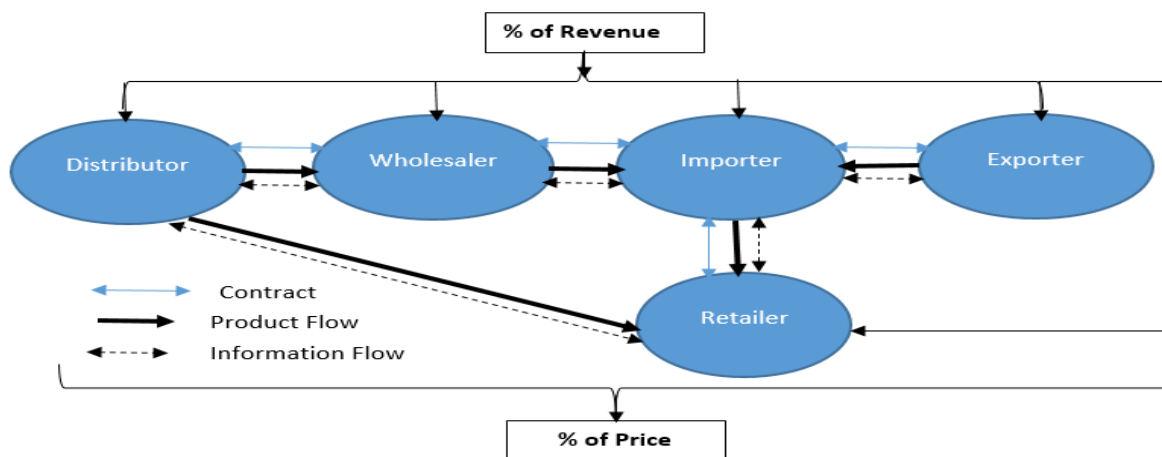 % of Revenue
Distributor
Wholesaler
Importer
Exporter
Contract
Product Flow
Retailer
Information Flow
% of Price